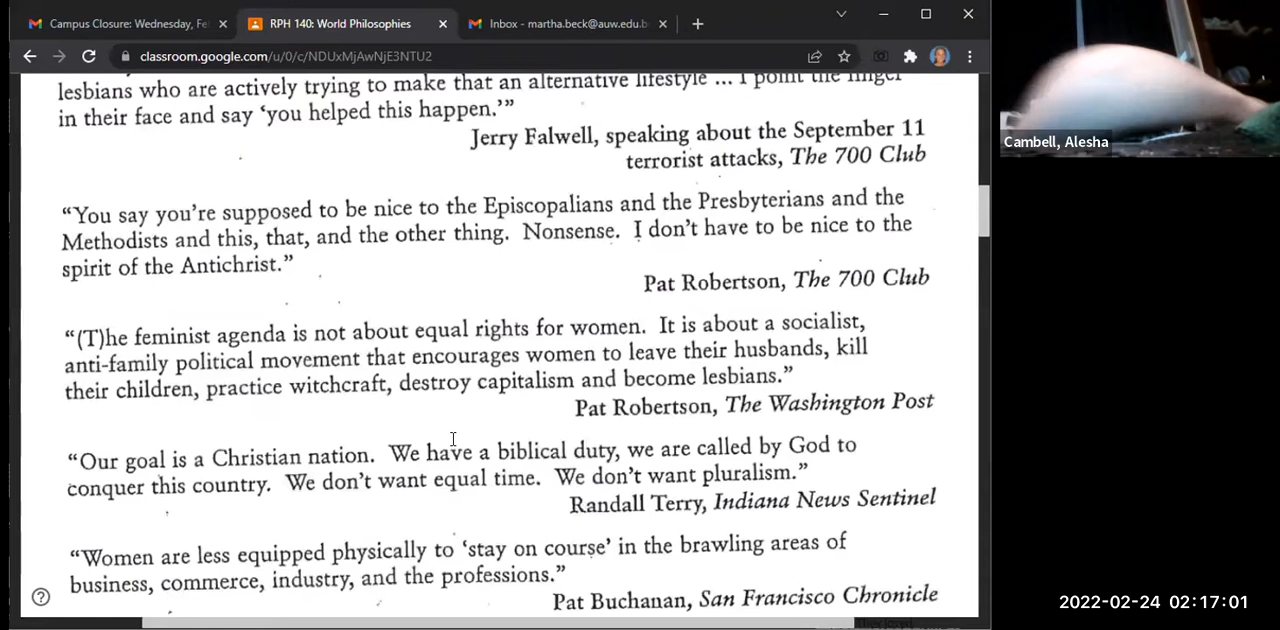 Campus Closure: Wednesday, Fe
RPH 140: World Philosophies
Inbox - martha.beck@auw.edu.b
classroom.google.com/u/0/c/NDUxMjAwNjE3NTU2
lesbians who are actively trying to make that an alternative lifestyle ... I point the finger
in their face and say ‘you helped this happen.’”
Jerry Falwell, speaking about the September 11
terrorist attacks, The 700 Club
“You say you’re supposed to be nice to the Episcopalians and the Presbyterians and the
Methodists and this, that, and the other thing. Nonsense. I don’t have to be nice to the
spirit of the Antichrist.”
Pat Robertson, The 700 Club
“(T)he feminist agenda is not about equal rights for women. It is about a socialist,
anti-family political movement that encourages women to leave their husbands, kill
their children, practice witchcraft, destroy capitalism and become lesbians.”
Pat Robertson, The Washington Post
“Our goal is a Christian nation. We have a biblical duty, we are called by God to
conquer this country. We don’t want equal time. We don’t want pluralism.”
Randall Terry, Indiana News Sentinel
“Women are less equipped physically to ‘stay on course’ in the brawling areas of
business, commerce, industry, and the professions.”
Pat Buchanan, San Francisco Chronicle
Cambell, Alesha
2022-02-24 02:17:01